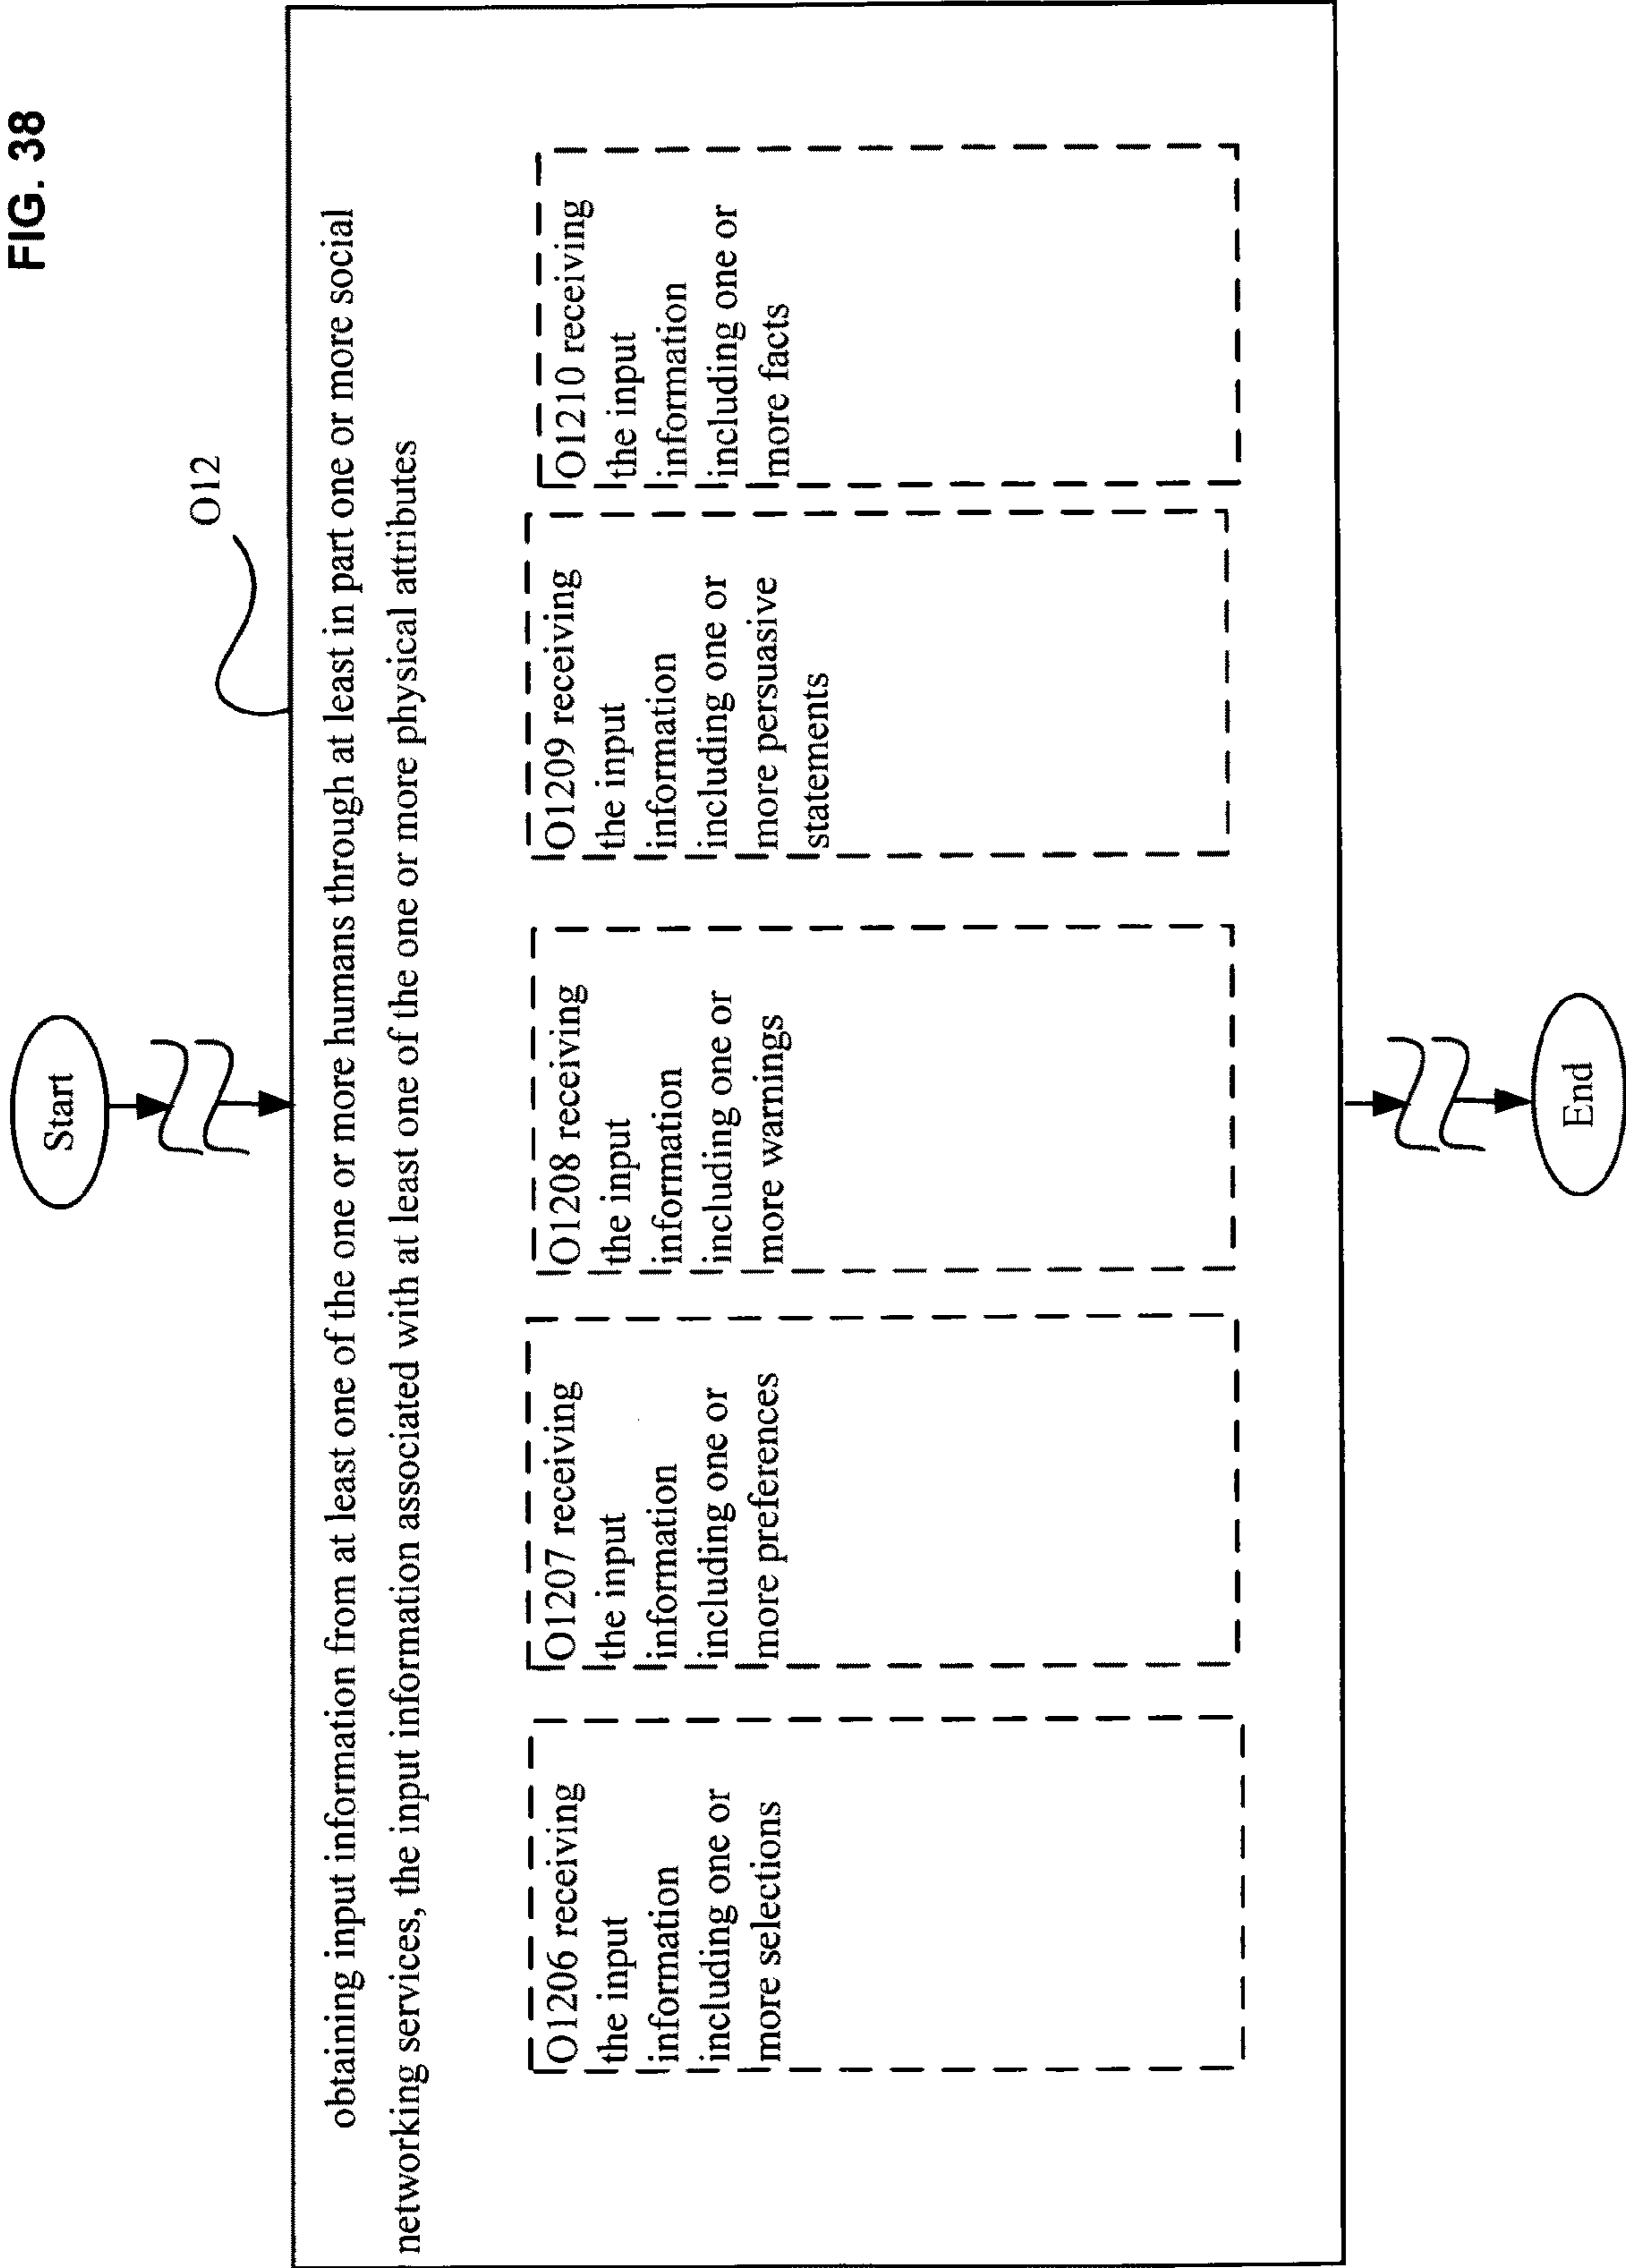 FIG. 38
Start
O12
obtaining input information from at least one of the one or more humans through at least in part one or more social
networking services, the input information associated with at least one of the one or more physical attributes
O1206 receiving
the input
information
including one or
more selections
O1207 receiving
the input
information
including one or
more preferences
O1208 receiving
the input
information
including one or
more warnings
O1209 receiving
the input
information
including one or
more persuasive
statements
O1210 receiving
the input
information
including one or
more facts
End